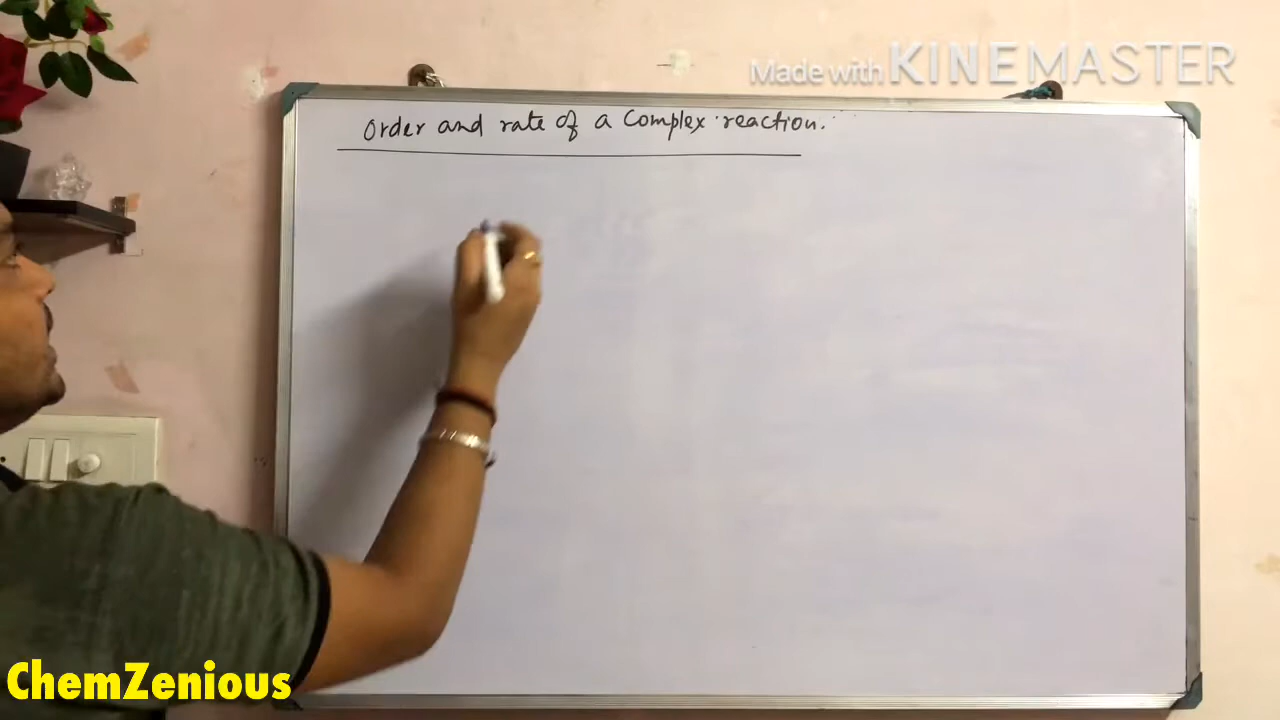 Made with KINEMASTER
Order and rate of a Complex reaction.
ChemZenious